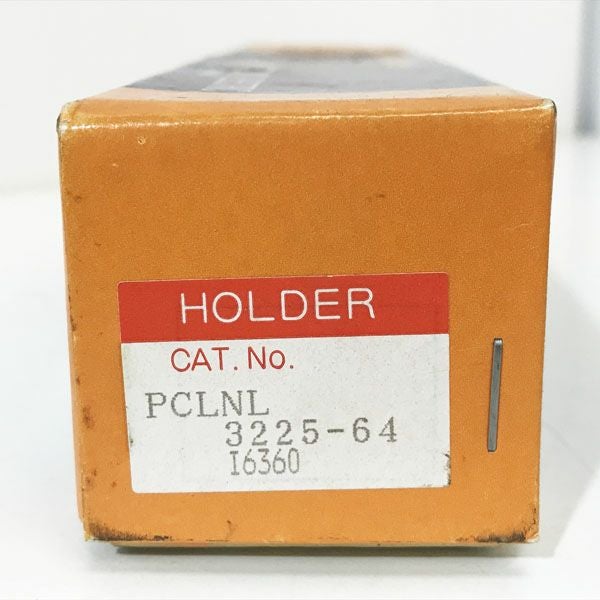 HOLDER
CAT. No.
PCLNL
3225-64
I6360